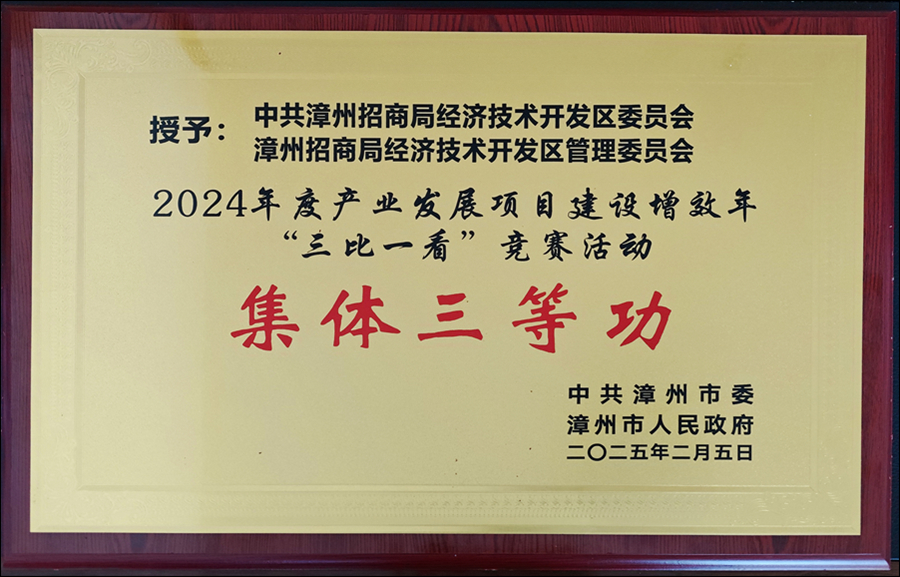 授予：
中共漳州招商局经济技术开发区委员会
漳州招商局经济技术开发区管理委员会
2024年度产业发展项目建设增效年
“三比一看”竞赛活动
集体三等功
中共漳州市委
漳州市人民政府
二〇二五年二月五日